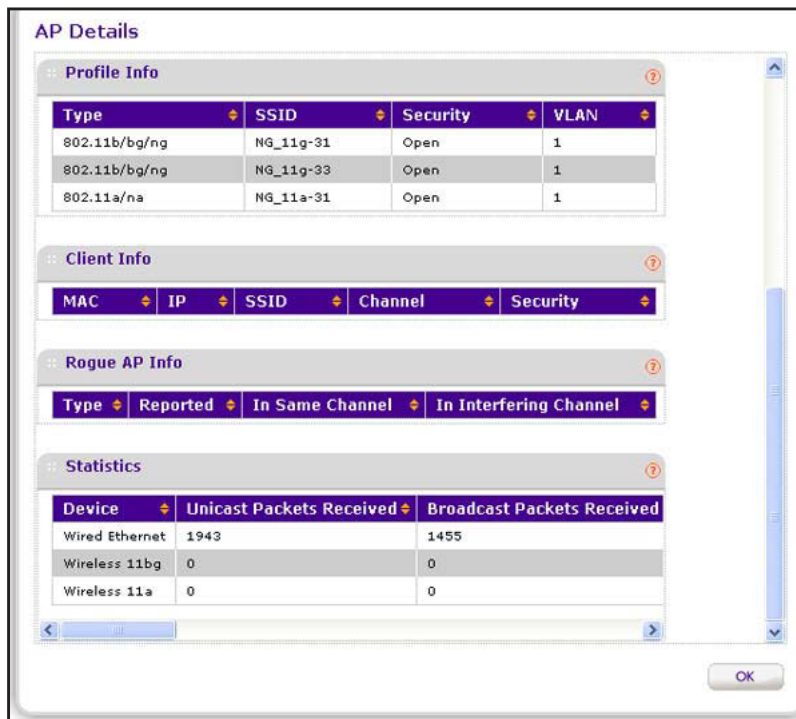 AP Details
Profile Info
Type SSID Security VLAN
802.11b/bg/ng NG_11g-31 Open 1
802.11b/bg/ng NG_11g-33 Open 1
802.11a/na NG_11a-31 Open 1
Client Info
MAC IP SSID Channel Security
Rogue AP Info
Type Reported In Same Channel In Interfering Channel
Statistics
Device Unicast Packets Received Broadcast Packets Received
Wired Ethernet 1943 1455
Wireless 11bg 0 0
Wireless 11a 0 0
OK